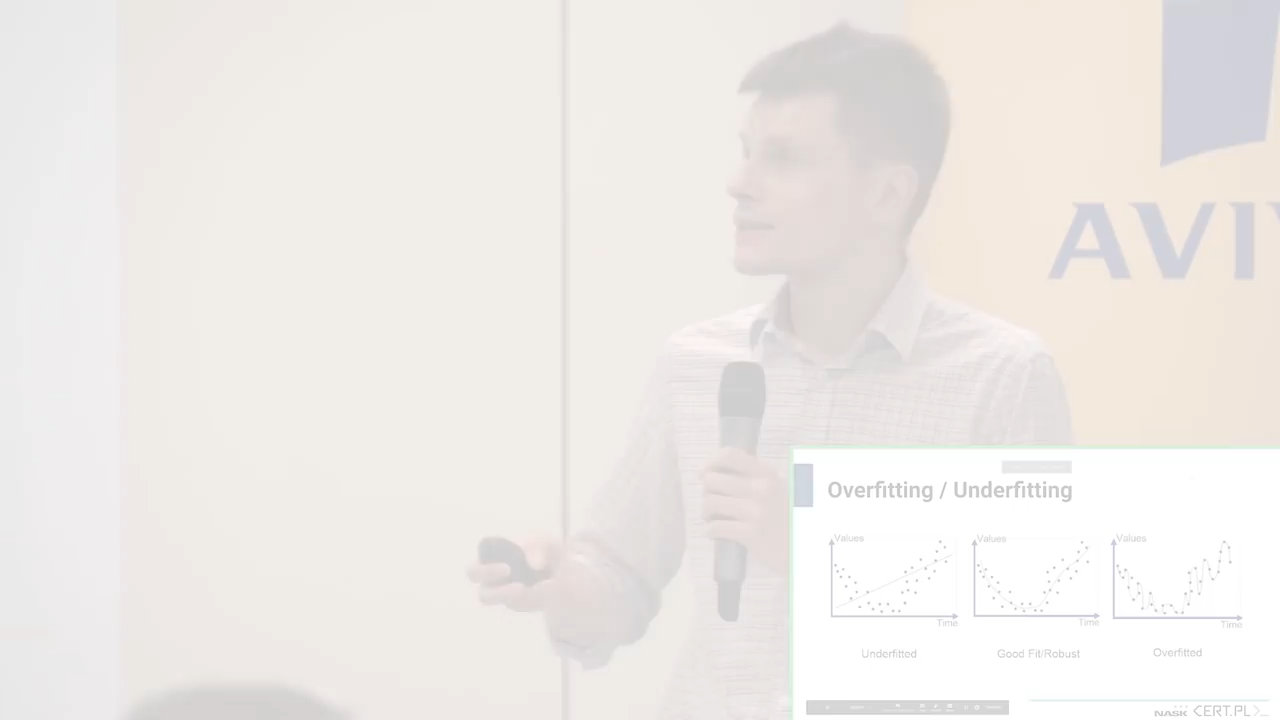 AVI
Overfitting / Underfitting
Values
Values
Values
Time
Time
Time
Underfitted
Good Fit/Robust
Overfitted
NASK CERT.PL>_